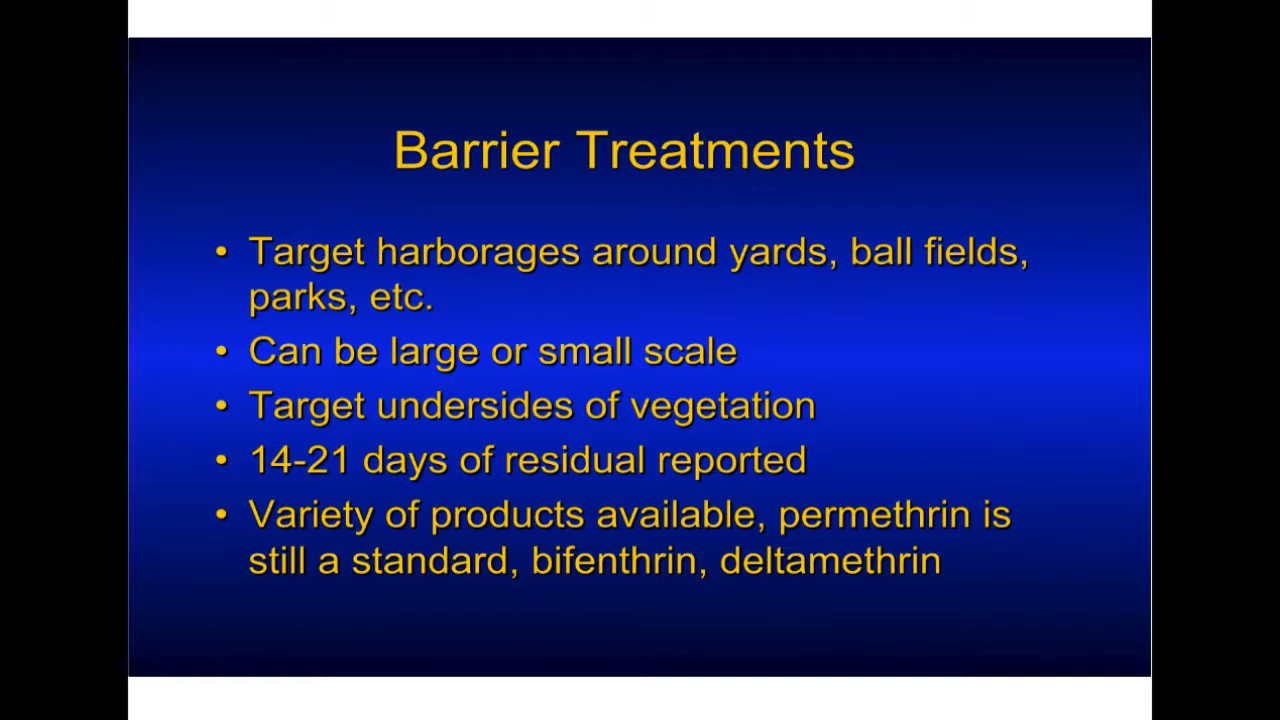 Barrier Treatments
• Target harborages around yards, ball fields,
parks, etc.
• Can be large or small scale
• Target undersides of vegetation
• 14-21 days of residual reported
• Variety of products available, permethrin is
still a standard, bifenthrin, deltamethrin